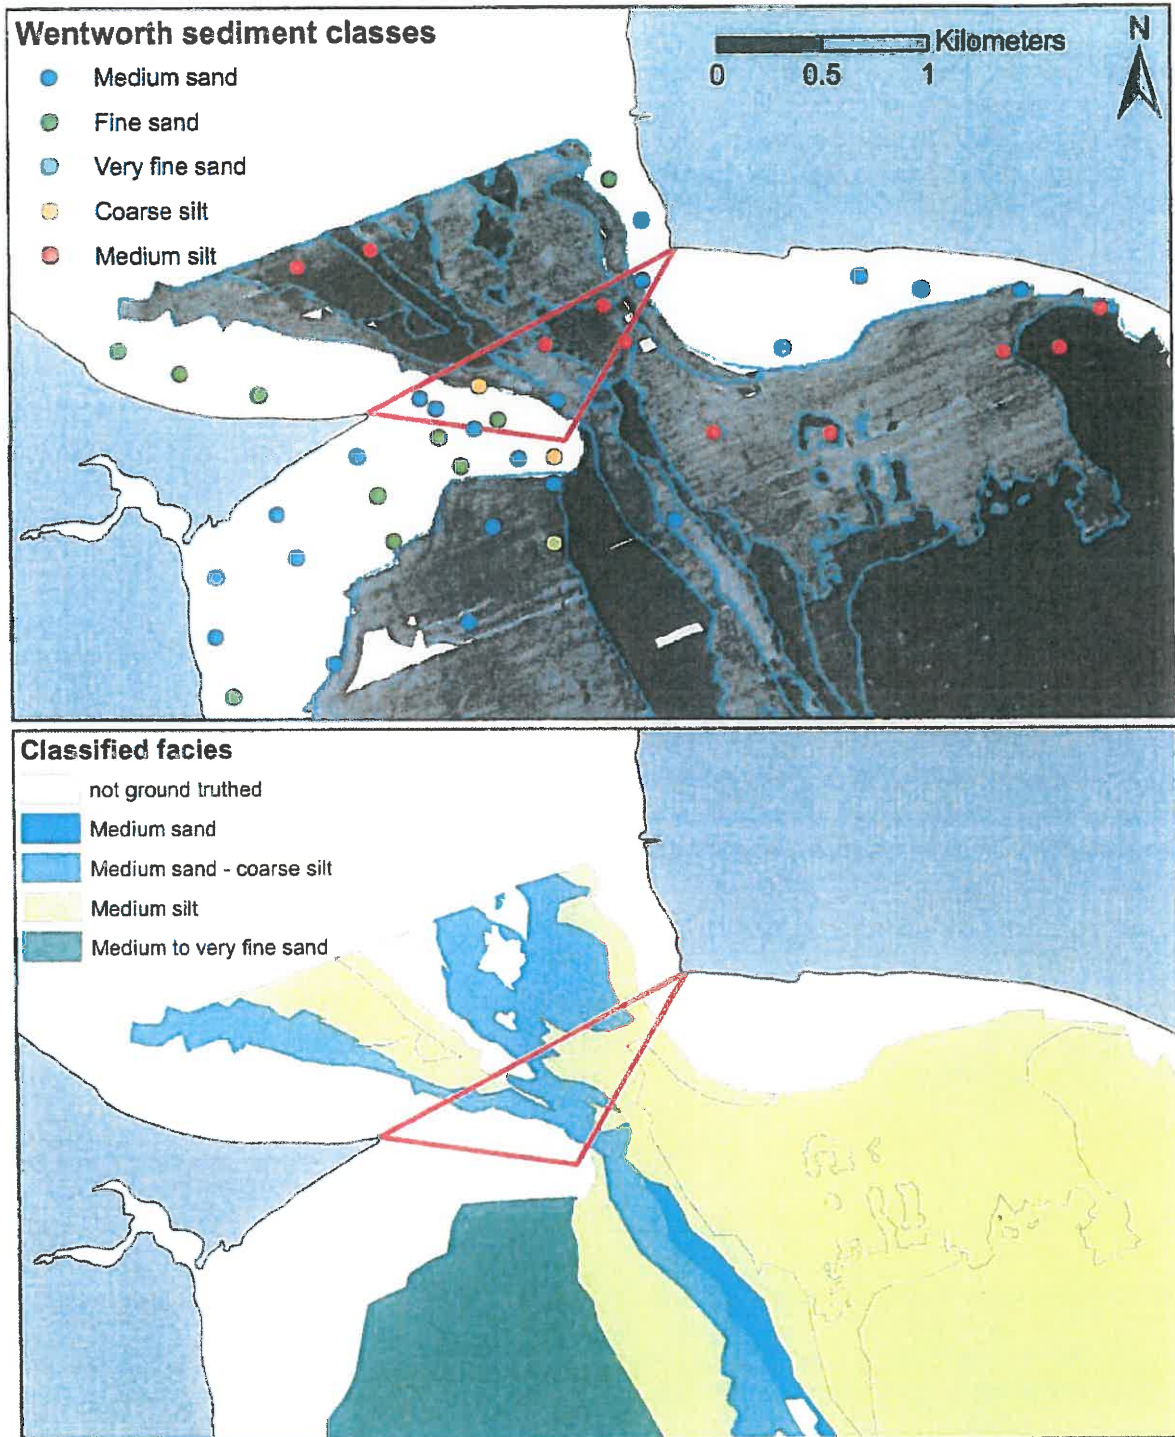 Wentworth sediment classes
Medium sand
Fine sand
Very fine sand
Coarse silt
Medium silt
Kilometers
0 0.5 1
N
Classified facies
not ground truthed
Medium sand
Medium sand - coarse silt
Medium silt
Medium to very fine sand